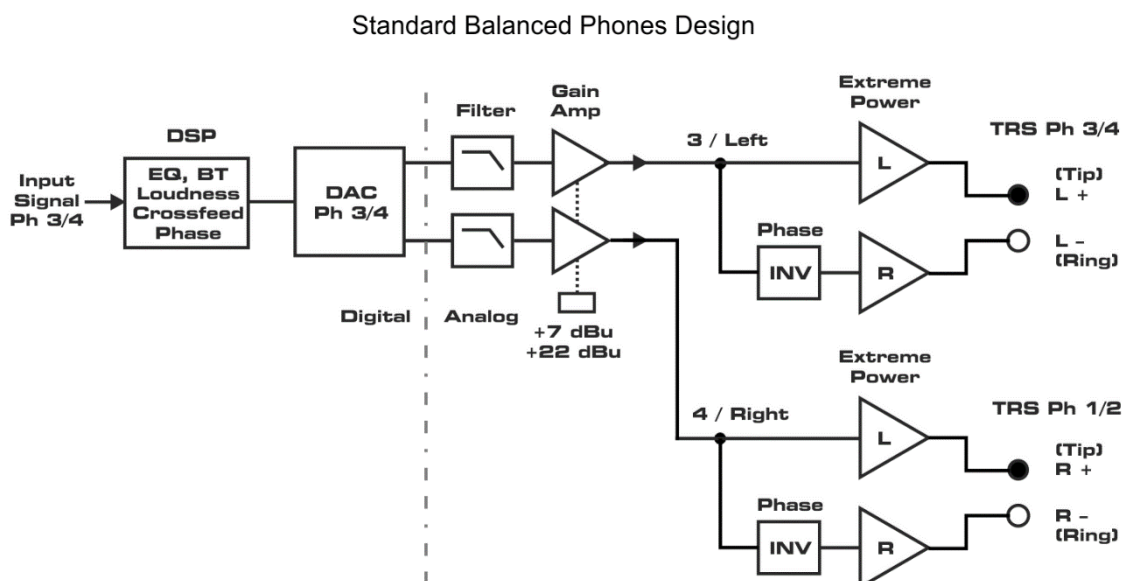 Standard Balanced Phones Design
DSP
Input
Signal
Ph 3/4
EQ, BT
Loudness
Crossfeed
Phase
DAC
Ph 3/4
Digital
Analog
Filter
Gain
Amp
+7 dBu
+22 dBu
3 / Left
Extreme
Power
L
Phase
INV
R
TRS Ph 3/4
(Tip)
L +
L -
(Ring)
4 / Right
Extreme
Power
L
Phase
INV
R
TRS Ph 1/2
(Tip)
R +
R -
(Ring)